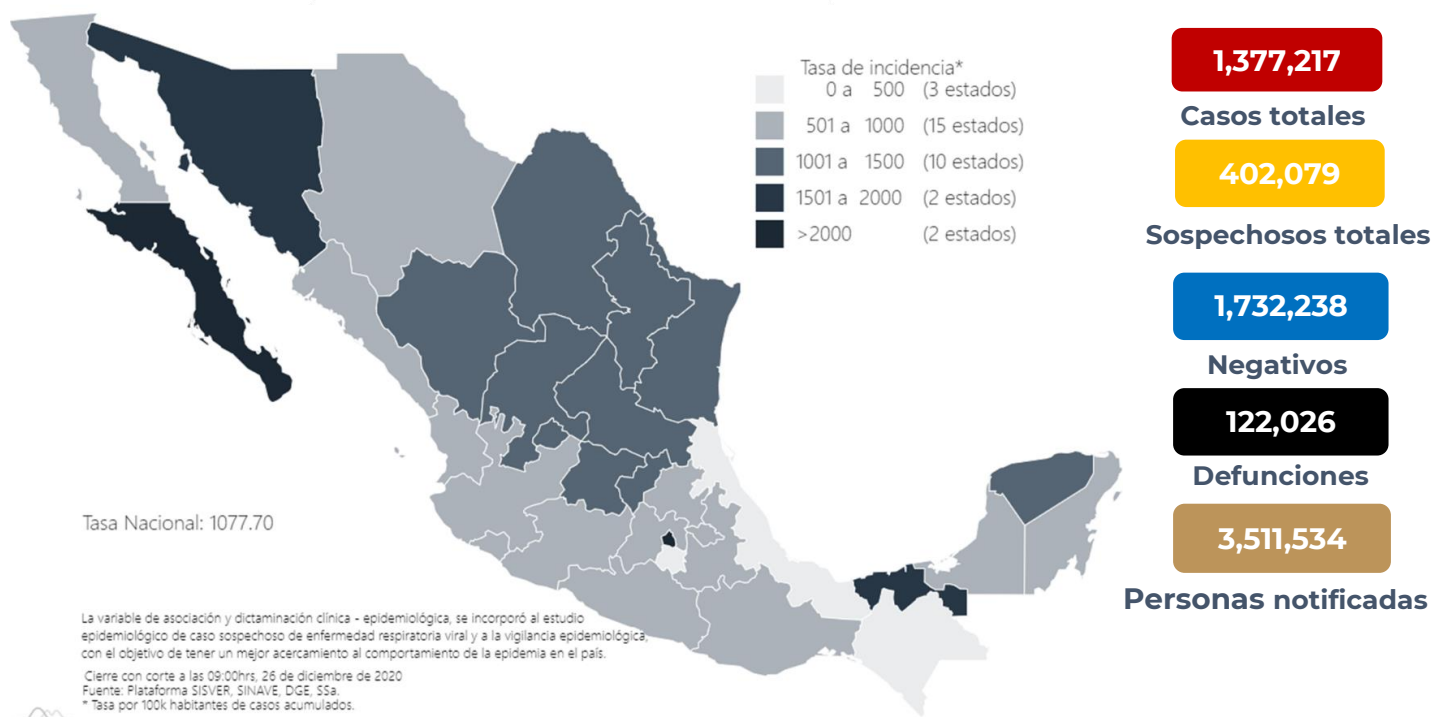 Tasa de incidencia*
0 a 500 (3 estados)
501 a 1000 (15 estados)
1001 a 1500 (10 estados)
1501 a 2000 (2 estados)
>2000 (2 estados)
1,377,217
Casos totales
402,079
Sospechosos totales
1,732,238
Negativos
122,026
Defunciones
3,511,534
Personas notificadas
Tasa Nacional: 1077.70
La variable de asociación y dictaminación clínica - epidemiológica, se incorporó al estudio
epidemiológico de caso sospechoso de enfermedad respiratoria viral y a la vigilancia epidemiológica,
con el objetivo de tener un mejor acercamiento al comportamiento de la epidemia en el país.
Cierre con corte a las 09:00hrs, 26 de diciembre de 2020
Fuente: Plataforma SISVER, SINAVE, DGE, SSa.
* Tasa por 100k habitantes de casos acumulados.